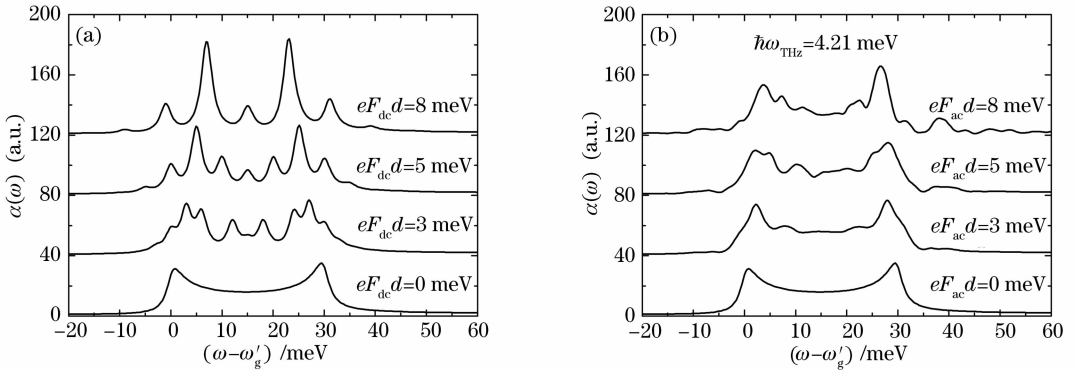 (a)
α(ω) (a.u.)
200
160
120
80
40
0
eF_dc d=8 meV
eF_dc d=5 meV
eF_dc d=3 meV
eF_dc d=0 meV
−20 −10 0 10 20 30 40 50 60
(ω−ω′_g) /meV
(b)
ℏω_THz=4.21 meV
α(ω) (a.u.)
200
160
120
80
40
0
eF_ac d=8 meV
eF_ac d=5 meV
eF_ac d=3 meV
eF_ac d=0 meV
−20 −10 0 10 20 30 40 50 60
(ω−ω′_g) /meV